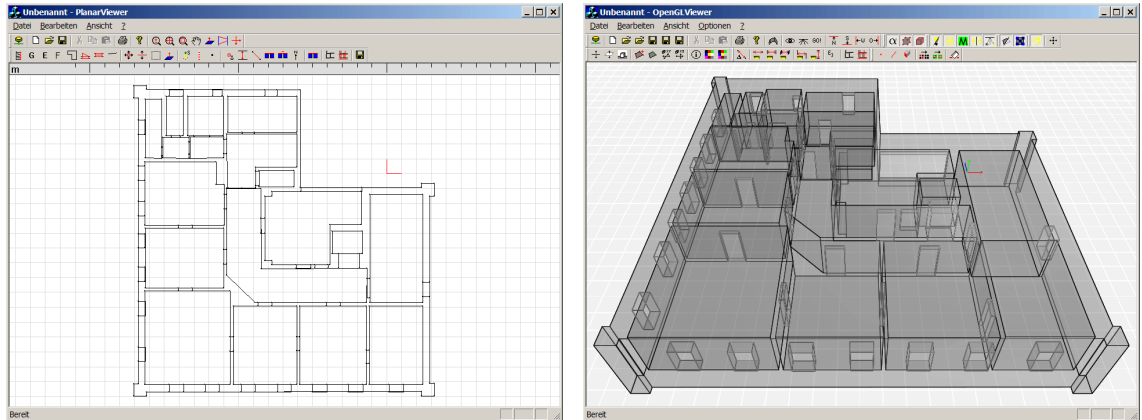 Unbenannt - PlanarViewer
Datei Bearbeiten Ansicht ?
G E F
m
Bereit
Unbenannt - OpenGLViewer
Datei Bearbeiten Ansicht Optionen ?
Bereit